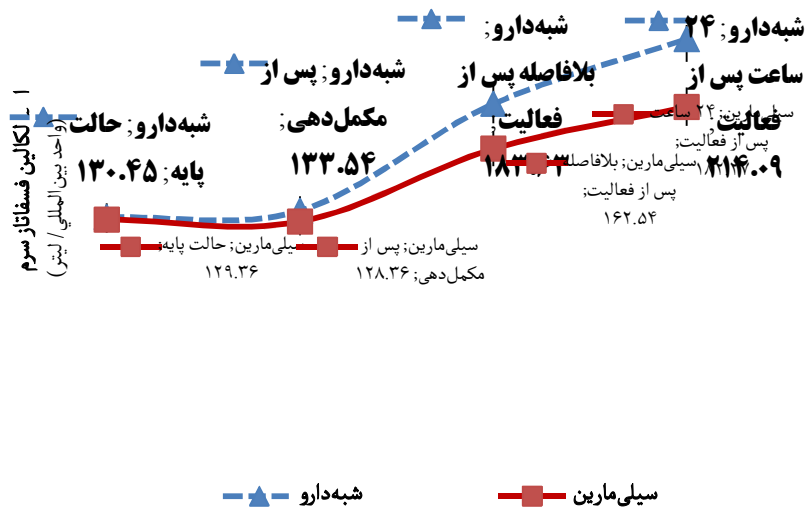 شبه‌دارو; حالت
پایه; ۱۳۰.۴۵
شبه‌دارو; پس از
مکمل‌دهی;
۱۳۳.۵۴
شبه‌دارو;
بلافاصله پس از
فعالیت;
شبه‌دارو; ۲۴
ساعت پس از
فعالیت;
۲۱۴.۰۹
سیلی‌مارین; حالت پایه;
۱۲۹.۳۶
سیلی‌مارین; پس از
مکمل‌دهی; ۱۲۸.۳۶
سیلی‌مارین; بلافاصله
پس از فعالیت;
۱۶۲.۵۴
سیلی‌مارین; ۲۴ ساعت
پس از فعالیت;
لکالین فسفاتاز سرم
(واحد بین المللي / لیتر)
شبه‌دارو
سیلی‌مارین